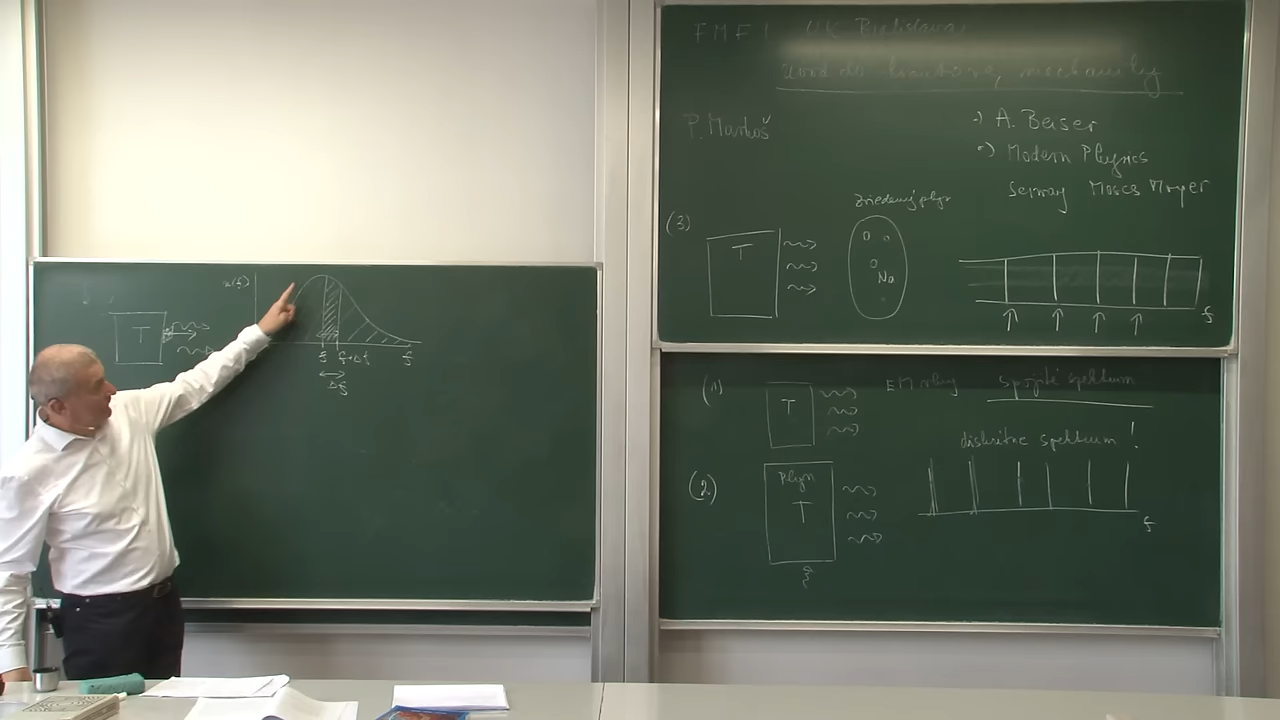 u(f)
T
f f+Δf f
Δf
FMFI UK Bratislava
Úvod do kvantovej mechaniky
P. Markoš
•) A. Beiser
•) Modern Physics
Serway Moses Moyer
(3)
T
Zriedený plyn
Na
f
(1)
T
EM vlny
spojité spektrum
diskrétne spektrum!
(2)
Plyn
T
f